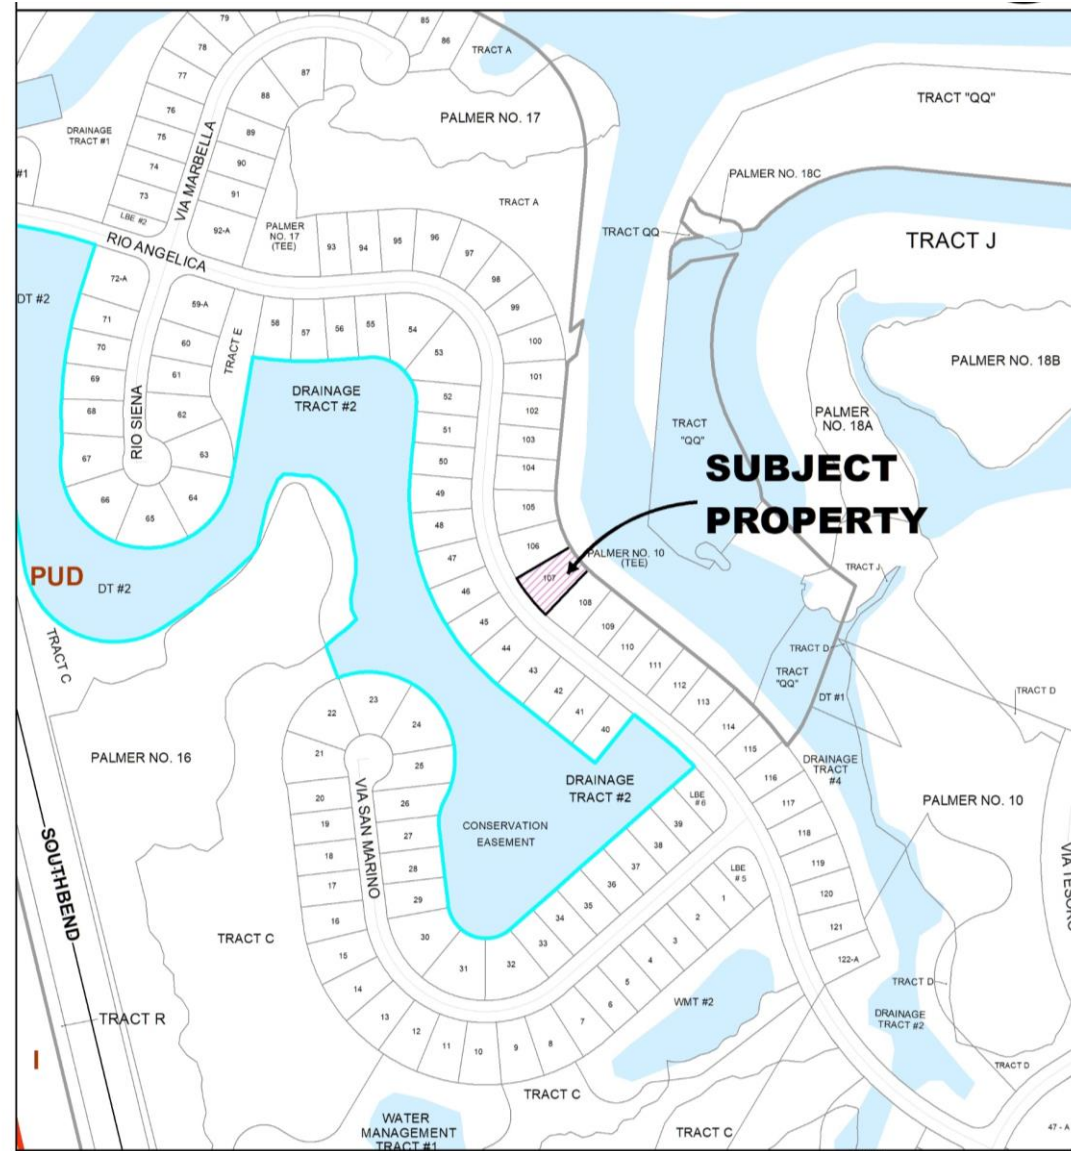 79
85
86
TRACT A
78
77
87
88
76
89
75
90
74
91
73
92-A
DRAINAGE
TRACT #1
#1
LBE #2
VIA MARBELLA
PALMER NO. 17
TRACT A
PALMER
NO. 17
(TEE)
TRACT "QQ"
PALMER NO. 18C
TRACT QQ
TRACT J
RIO ANGELICA
93
94
95
96
97
98
99
100
101
102
103
104
105
106
107
DT #2
72-A
71
70
69
68
67
66
65
64
63
62
61
60
59-A
TRACT E
RIO SIENA
58
57
56
55
54
53
52
51
50
49
48
47
46
45
44
43
42
41
40
DRAINAGE
TRACT #2
PALMER NO. 18B
PALMER
NO. 18A
TRACT
"QQ"
SUBJECT
PROPERTY
PALMER NO. 10
(TEE)
TRACT J
PUD
DT #2
TRACT C
108
109
110
111
112
113
114
115
116
117
118
119
120
121
122-A
TRACT D
TRACT
"QQ"
DT #1
TRACT D
DRAINAGE
TRACT
#4
PALMER NO. 16
PALMER NO. 10
VIA TESORO
22
23
24
21
25
20
26
19
27
18
28
17
29
16
30
15
31
32
14
13
12
11
10
9
8
7
6
5
4
3
2
1
33
34
35
36
37
38
39
VIA SAN MARINO
DRAINAGE
TRACT #2
CONSERVATION
EASEMENT
LBE
#6
LBE
#5
SOUTHBEND
TRACT C
TRACT R
I
WMT #2
TRACT D
DRAINAGE
TRACT #2
TRACT D
TRACT C
WATER
MANAGEMENT
TRACT #1
TRACT C
47 - A